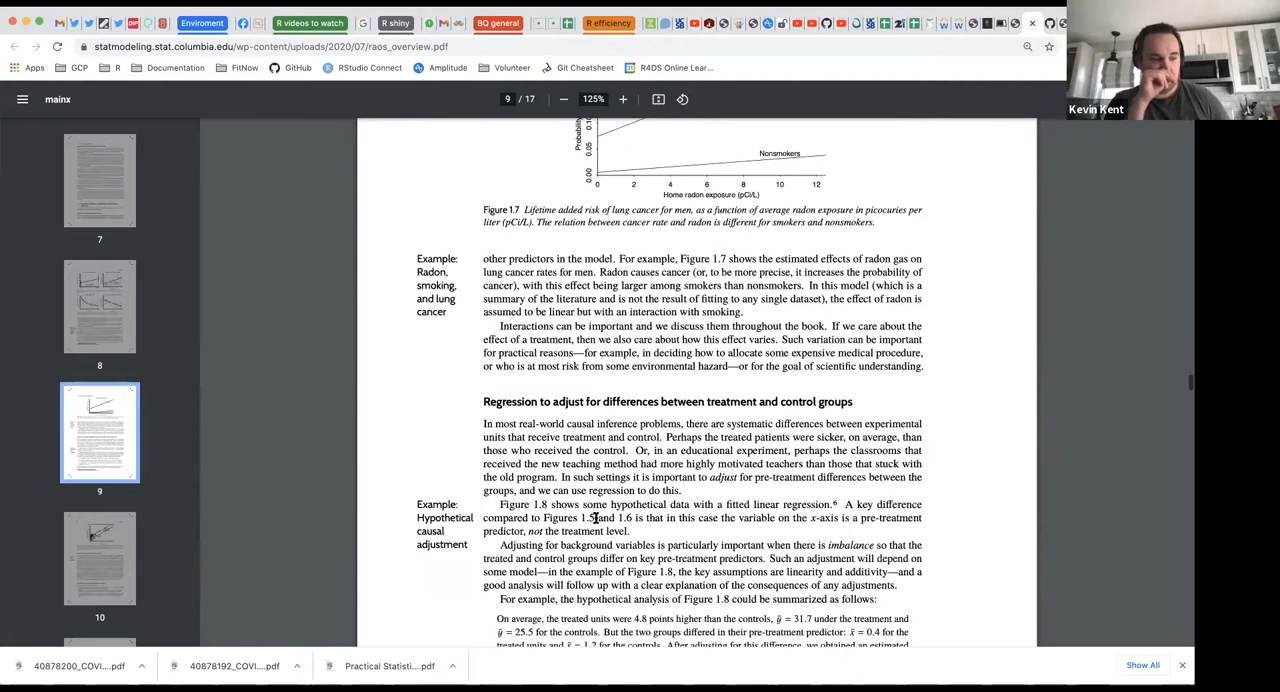 Enviroment
R videos to watch
R shiny
BQ general
R efficiency
statmodeling.stat.columbia.edu/wp-content/uploads/2020/07/raos_overview.pdf
Apps GCP R Documentation FitNow GitHub RStudio Connect Amplitude Volunteer Git Cheatsheet R4DS Online Lear...
Kevin Kent
mainx
9 / 17
125%
7
8
9
10
Probability
0.00 0.05 0.10
Nonsmokers
0 2 4 6 8 10 12
Home radon exposure (pCi/L)
Figure 1.7 Lifetime added risk of lung cancer for men, as a function of average radon exposure in picocuries per
liter (pCi/L). The relation between cancer rate and radon is different for smokers and nonsmokers.
Example:
Radon,
smoking,
and lung
cancer
other predictors in the model. For example, Figure 1.7 shows the estimated effects of radon gas on
lung cancer rates for men. Radon causes cancer (or, to be more precise, it increases the probability of
cancer), with this effect being larger among smokers than nonsmokers. In this model (which is a
summary of the literature and is not the result of fitting to any single dataset), the effect of radon is
assumed to be linear but with an interaction with smoking.
Interactions can be important and we discuss them throughout the book. If we care about the
effect of a treatment, then we also care about how this effect varies. Such variation can be important
for practical reasons—for example, in deciding how to allocate some expensive medical procedure,
or who is at most risk from some environmental hazard—or for the goal of scientific understanding.
Regression to adjust for differences between treatment and control groups
In most real-world causal inference problems, there are systematic differences between experimental
units that receive treatment and control. Perhaps the treated patients were sicker, on average, than
those who received the control. Or, in an educational experiment, perhaps the classrooms that
received the new teaching method had more highly motivated teachers than those that stuck with
the old program. In such settings it is important to adjust for pre-treatment differences between the
groups, and we can use regression to do this.
Example:
Hypothetical
causal
adjustment
Figure 1.8 shows some hypothetical data with a fitted linear regression.⁶ A key difference
compared to Figures 1.5 and 1.6 is that in this case the variable on the x-axis is a pre-treatment
predictor, not the treatment level.
Adjusting for background variables is particularly important when there is imbalance so that the
treated and control groups differ on key pre-treatment predictors. Such an adjustment will depend on
some model—in the example of Figure 1.8, the key assumptions are linearity and additivity—and a
good analysis will follow up with a clear explanation of the consequences of any adjustments.
For example, the hypothetical analysis of Figure 1.8 could be summarized as follows:
On average, the treated units were 4.8 points higher than the controls, ȳ = 31.7 under the treatment and
ȳ = 25.5 for the controls. But the two groups differed in their pre-treatment predictor: x̄ = 0.4 for the
treated units and x̄ = 1.2 for the controls. After adjusting for this difference, we obtained an estimated
40878200_COVI....pdf
40878192_COVI....pdf
Practical Statisti....pdf
Show All